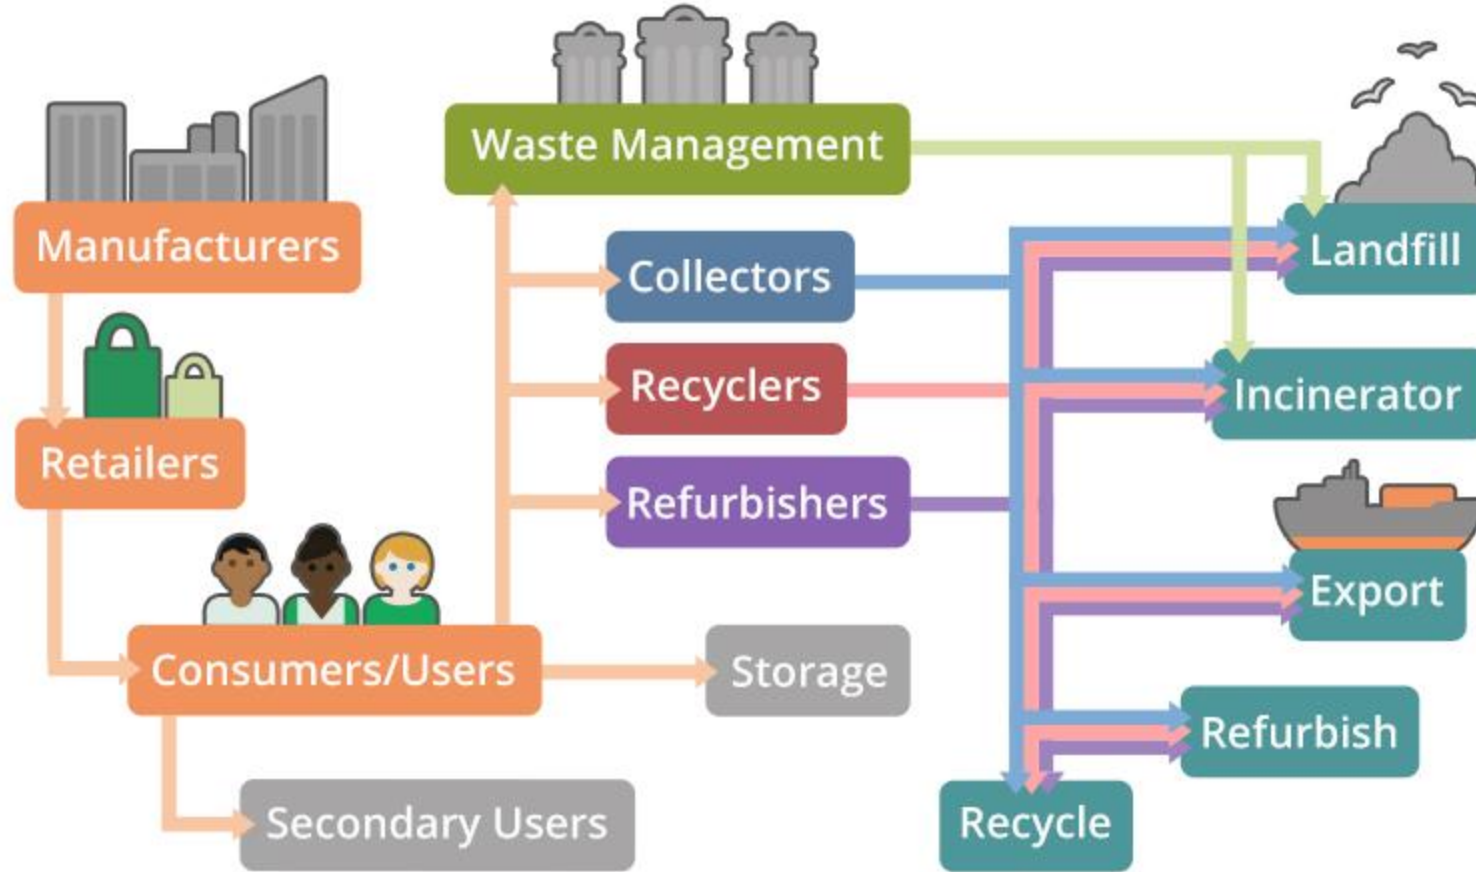 Waste Management
Manufacturers
Collectors
Landfill
Recyclers
Incinerator
Retailers
Refurbishers
Export
Consumers/Users
Storage
Refurbish
Secondary Users
Recycle